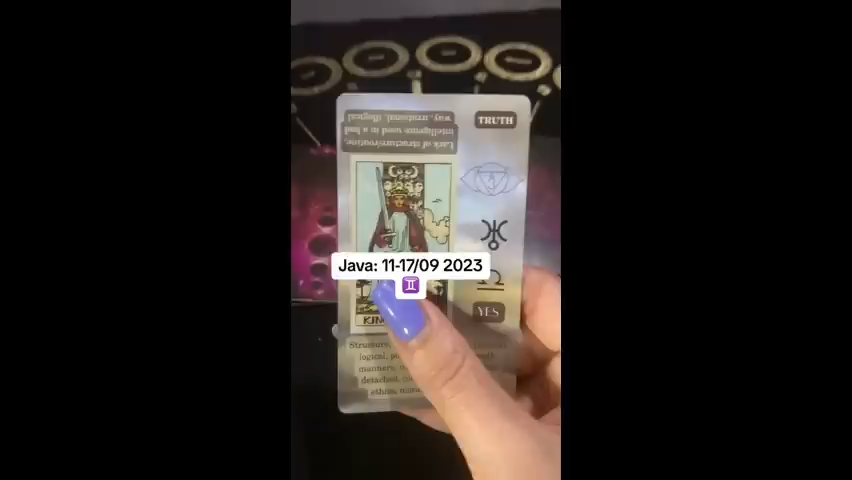 Lack of structure/routine,
intelligence used in a bad
way, irrational, illogical
TRUTH
Java: 11-17/09 2023
♊
YES
Structure,
logical,
manners,
detached,
ethics,